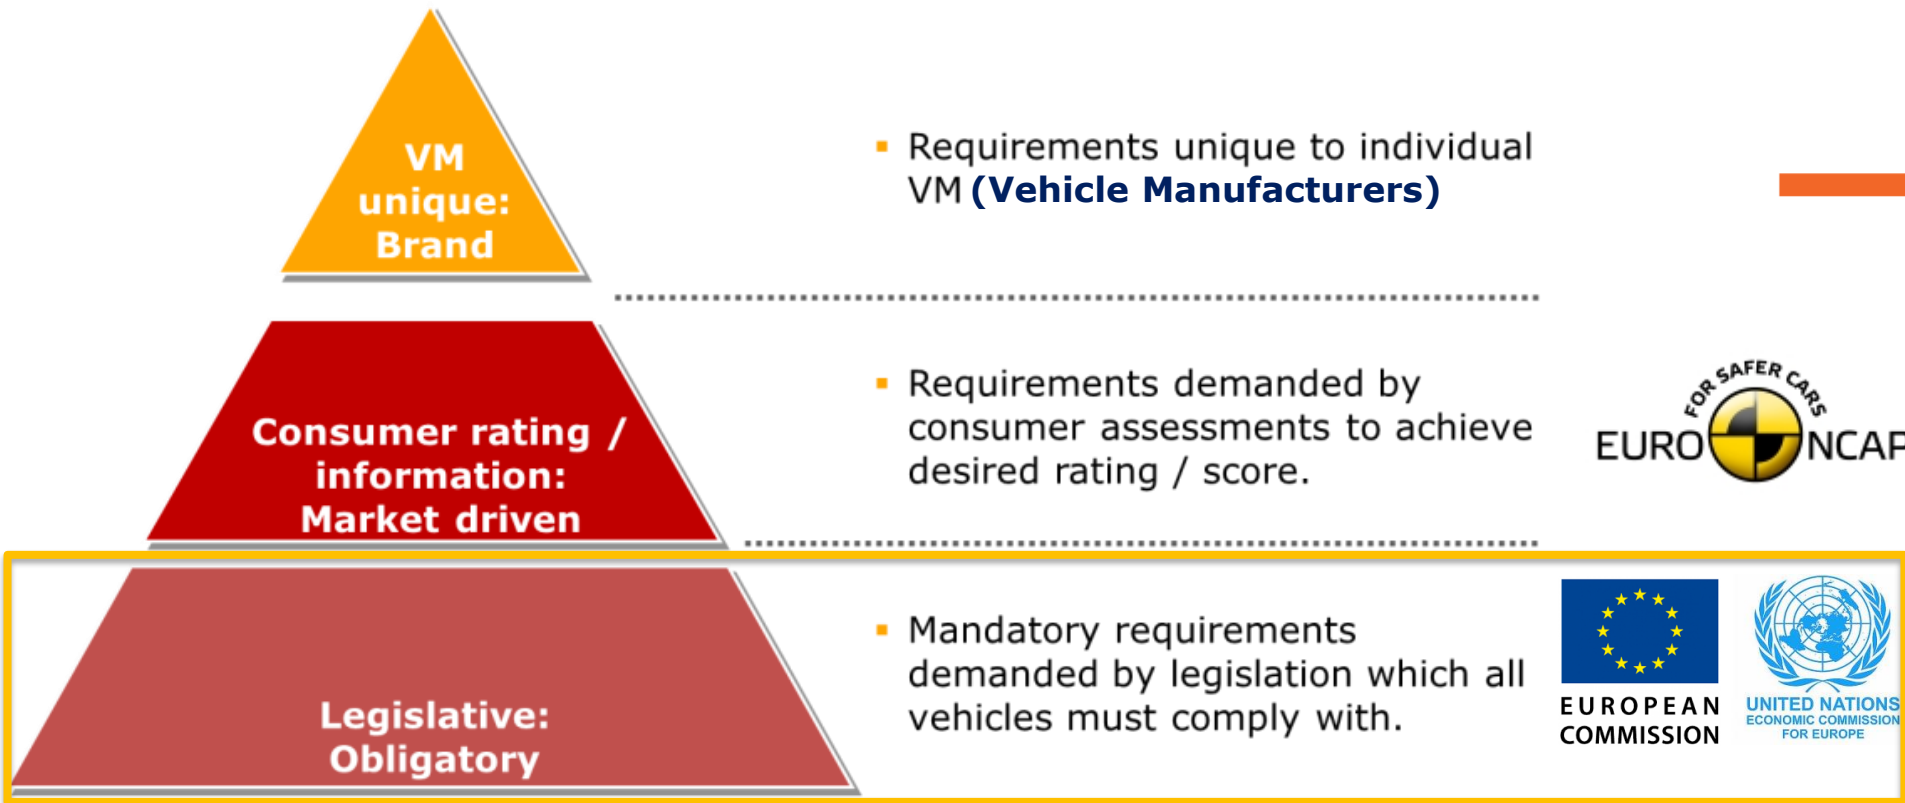 VM
unique:
Brand
▪ Requirements unique to individual
VM (Vehicle Manufacturers)
Consumer rating /
information:
Market driven
▪ Requirements demanded by
consumer assessments to achieve
desired rating / score.
FOR SAFER CARS
EURO NCAP
Legislative:
Obligatory
▪ Mandatory requirements
demanded by legislation which all
vehicles must comply with.
EUROPEAN
COMMISSION
UNITED NATIONS
ECONOMIC COMMISSION
FOR EUROPE